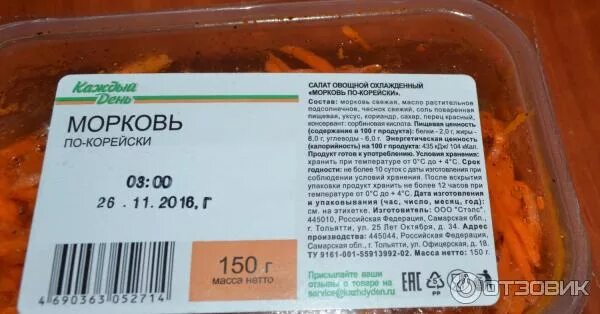 Каждый
День
МОРКОВЬ
ПО-КОРЕЙСКИ
03:00
26 .11.2016, г
4 690363 052714
150 г
масса нетто
САЛАТ ОВОЩНОЙ ОХЛАЖДЕННЫЙ
«МОРКОВЬ ПО-КОРЕЙСКИ».
Состав: морковь свежая, масло растительное
подсолнечное, чеснок свежий, соль поваренная
пищевая, уксус, кориандр, сахар, перец красный,
консервант: сорбиновая кислота. Пищевая ценность
(содержание в 100 г продукта): белки - 2,0 г, жиры -
8,0 г, углеводы - 6,0 г. Энергетическая ценность
(калорийность) на 100 г продукта: 435 кДж/ 104 кКал.
Продукт готов к употреблению. Условия хранения:
хранить при температуре от 0°С до + 4°С. Срок
годности: не более 10 суток с даты изготовления при
соблюдении условий хранения. После вскрытия
упаковки продукт хранить не более 12 часов при
температуре от 0°С до + 4°С. Дата изготовления
и упаковывания (час, число, месяц, год):
см. на этикетке. Изготовитель: ООО "Стэлс".
445010, Российская Федерация, Самарская обл.,
г. Тольятти, ул. 25 Лет Октября, д. 34. Адрес
производства: 445044, Российская Федерация,
Самарская обл., г. Тольятти, ул. Офицерская, д. 18.
ТУ 9161-001-55913992-02. Масса нетто: 150 г.
Присылайте ваши
отзывы о товаре на
service@kazhdyden.ru
EAC
5
PP
ОТЗОВИК